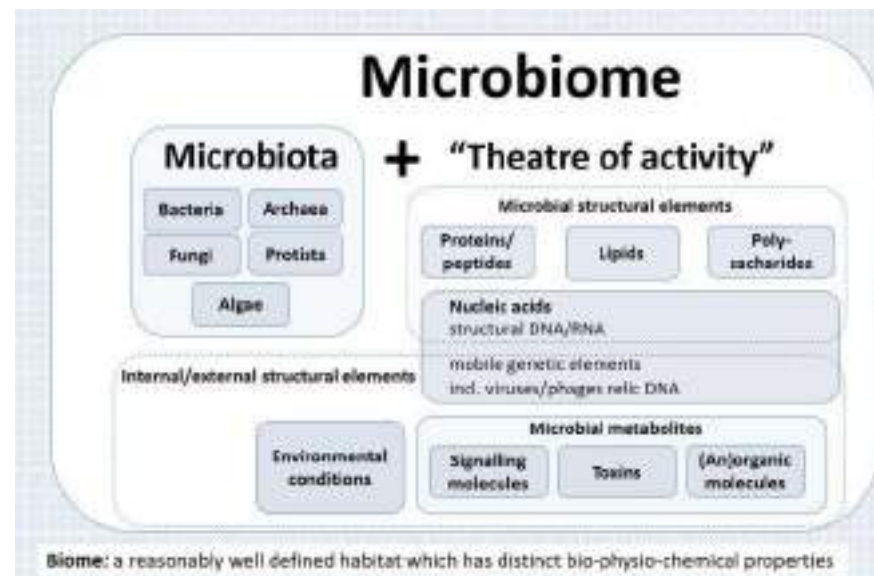 Microbiome
Microbiota + “Theatre of activity”
Bacteria
Archaea
Fungi
Protists
Algae
Microbial structural elements
Proteins/
peptides
Lipids
Poly-
sacharides
Nucleic acids
structural DNA/RNA
mobile genetic elements
incl. viruses/phages relic DNA
Internal/external structural elements
Environmental
conditions
Microbial metabolites
Signalling
molecules
Toxins
(An)organic
molecules
Biome: a reasonably well defined habitat which has distinct bio-physio-chemical properties